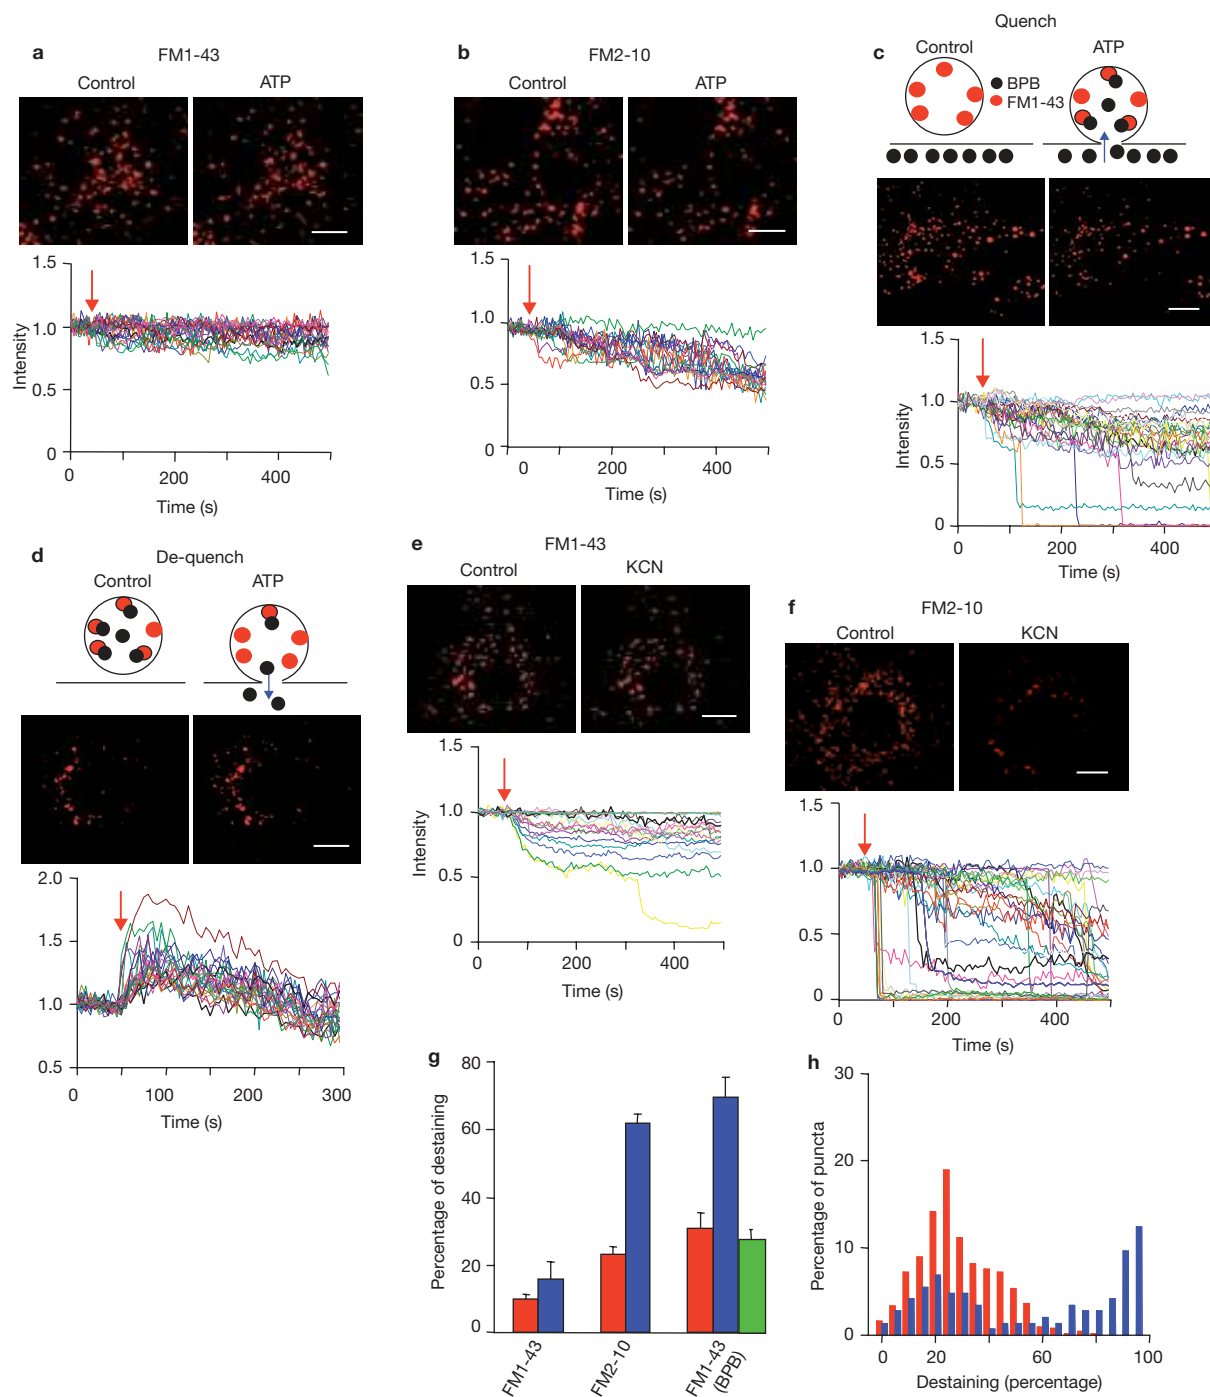 a
FM1-43
Control
ATP
1.5
1.0
0.5
0
Intensity
0
200
400
Time (s)
b
FM2-10
Control
ATP
1.5
1.0
0.5
0
0
200
400
Time (s)
c
Quench
Control
ATP
BPB
FM1-43
1.5
1.0
0.5
0
Intensity
0
200
400
Time (s)
d
De-quench
Control
ATP
2.0
1.5
1.0
0.5
0
100
200
300
Time (s)
e
FM1-43
Control
KCN
1.5
1.0
0.5
0
Intensity
0
200
400
Time (s)
f
FM2-10
Control
KCN
1.5
1.0
0.5
0
0
200
400
Time (s)
g
80
60
40
20
0
Percentage of destaining
FM1-43
FM2-10
FM1-43
(BPB)
h
30
20
10
0
Percentage of puncta
0
20
60
100
Destaining (percentage)